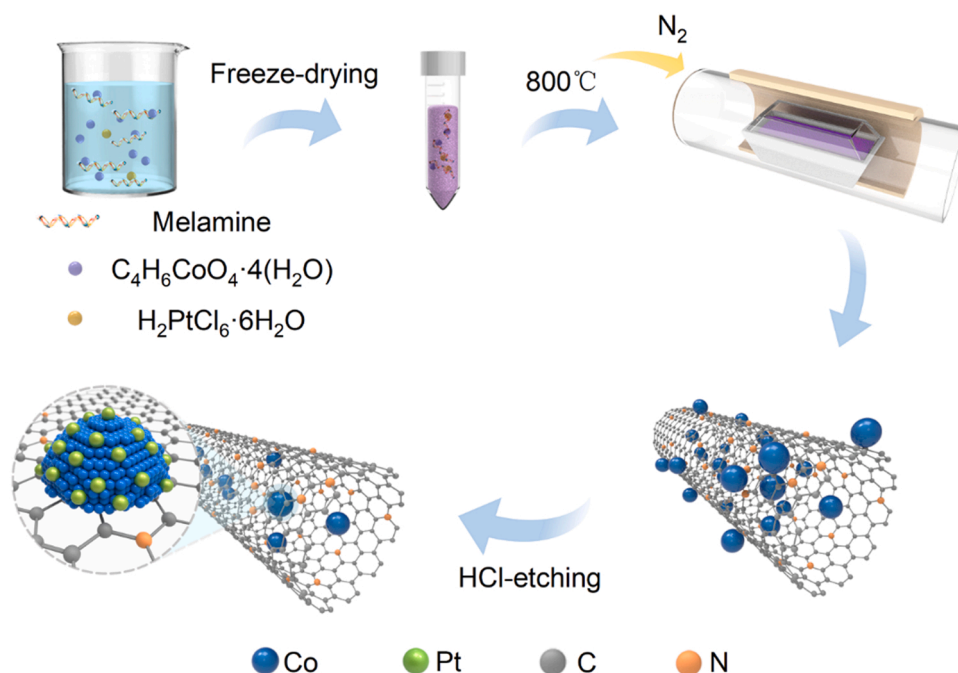 Freeze-drying
800℃
N₂
Melamine
C₄H₆CoO₄·4(H₂O)
H₂PtCl₆·6H₂O
HCl-etching
Co Pt C N